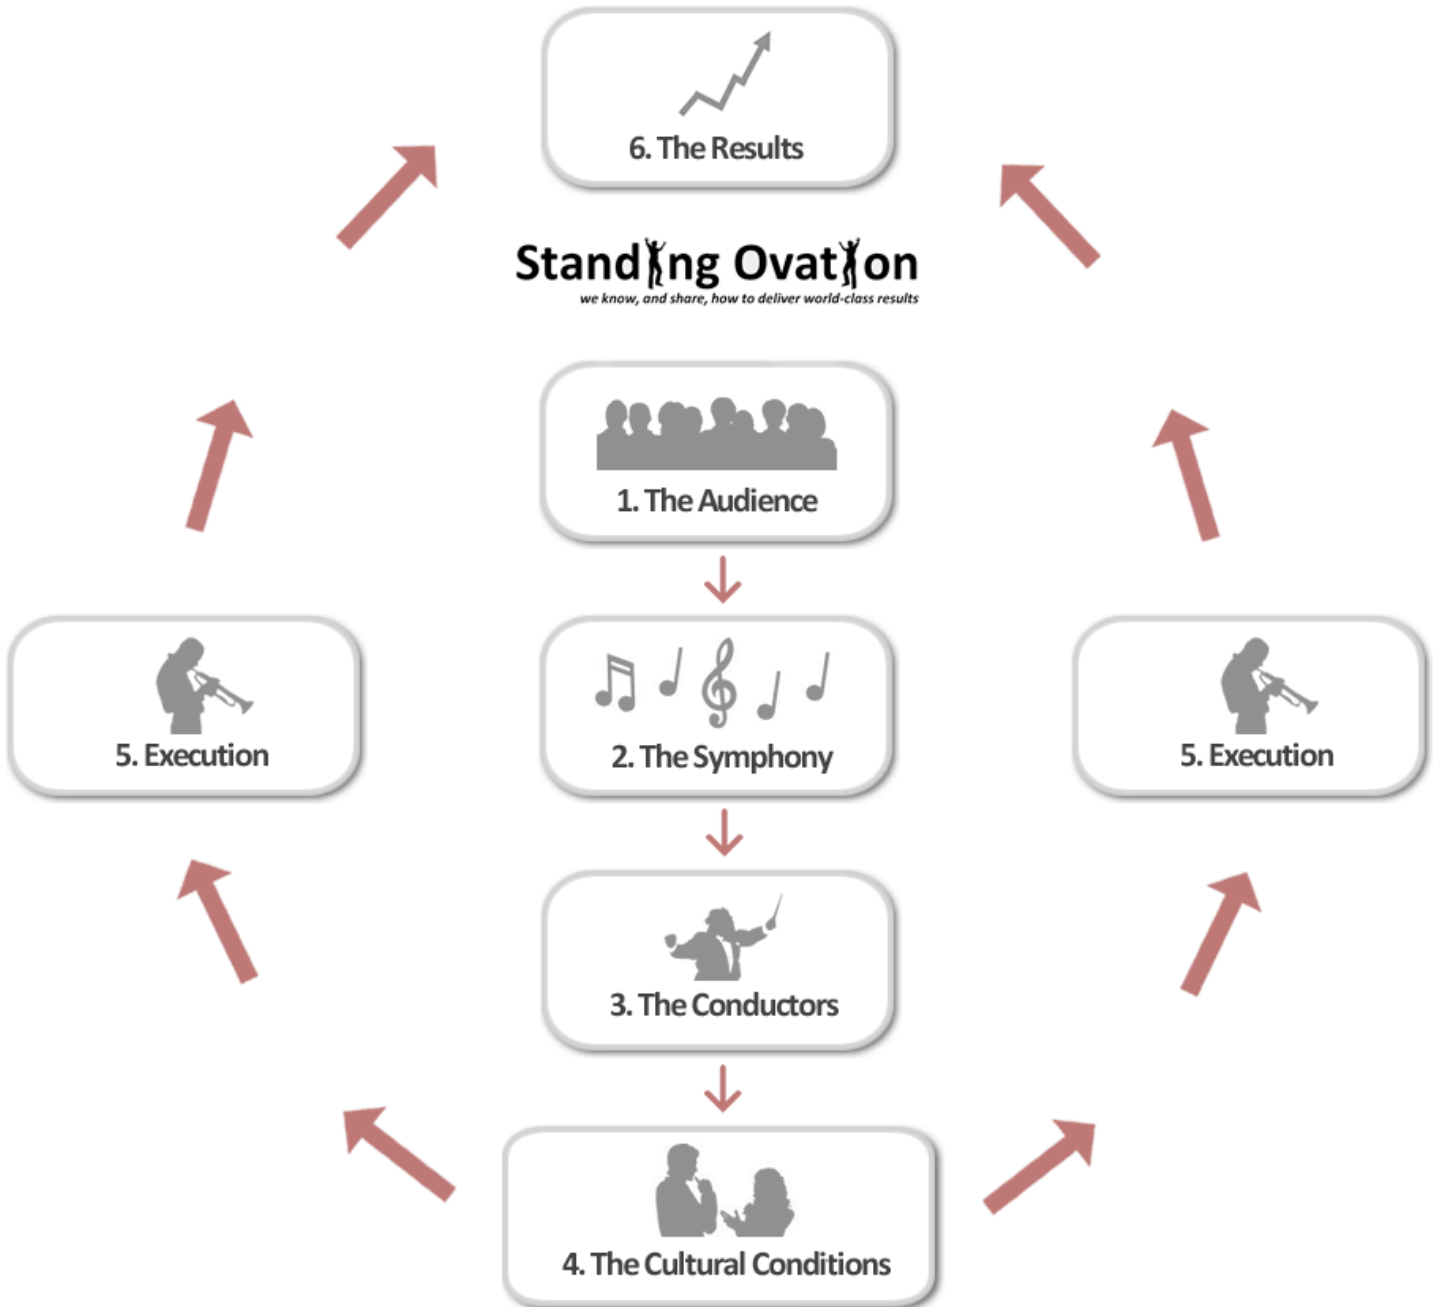 6. The Results
Standing Ovation
we know, and share, how to deliver world-class results
1. The Audience
5. Execution
2. The Symphony
5. Execution
3. The Conductors
4. The Cultural Conditions